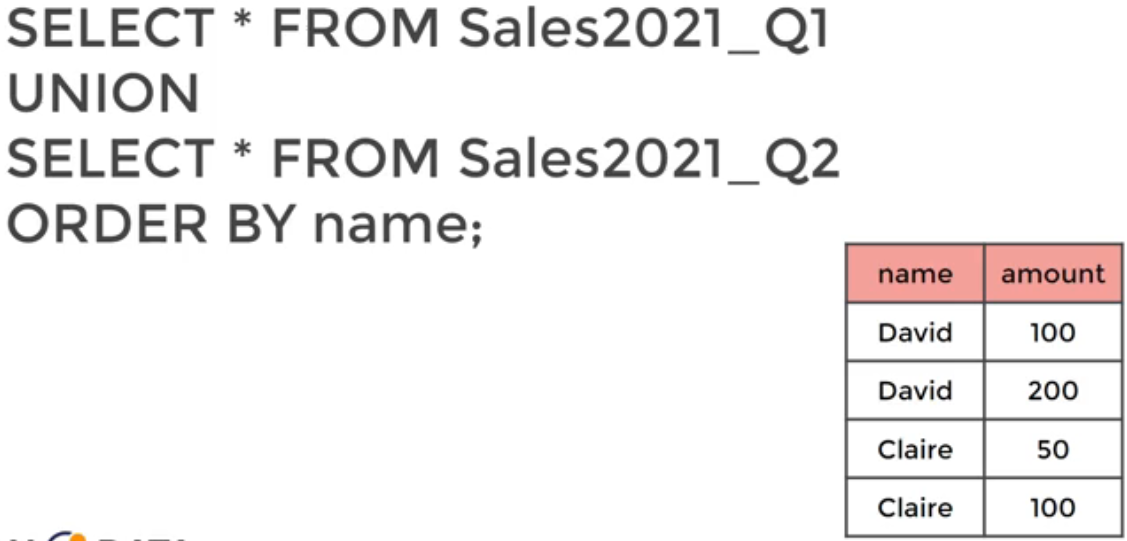 SELECT * FROM Sales2021_Q1
UNION
SELECT * FROM Sales2021_Q2
ORDER BY name;
name amount
David 100
David 200
Claire 50
Claire 100